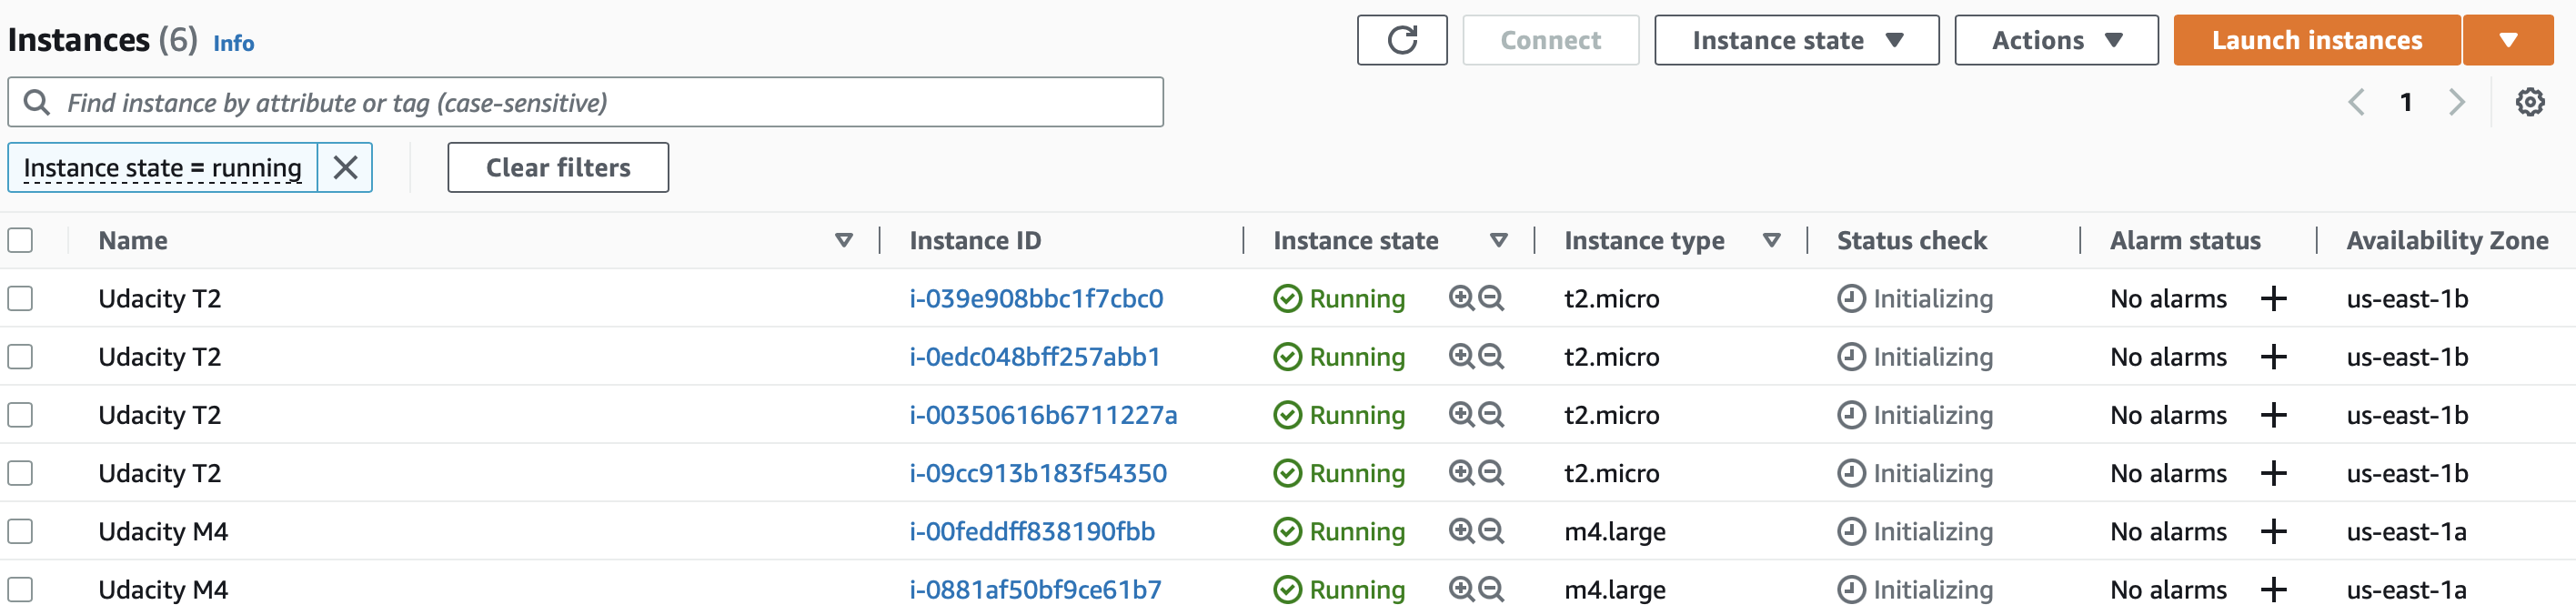 Instances (6) Info Connect Instance state Actions Launch instances
Find instance by attribute or tag (case-sensitive) 1
Instance state = running Clear filters
Name Instance ID Instance state Instance type Status check Alarm status Availability Zone
Udacity T2 i-039e908bbc1f7cbc0 Running t2.micro Initializing No alarms + us-east-1b
Udacity T2 i-0edc048bff257abb1 Running t2.micro Initializing No alarms + us-east-1b
Udacity T2 i-00350616b6711227a Running t2.micro Initializing No alarms + us-east-1b
Udacity T2 i-09cc913b183f54350 Running t2.micro Initializing No alarms + us-east-1b
Udacity M4 i-00feddff838190fbb Running m4.large Initializing No alarms + us-east-1a
Udacity M4 i-0881af50bf9ce61b7 Running m4.large Initializing No alarms + us-east-1a